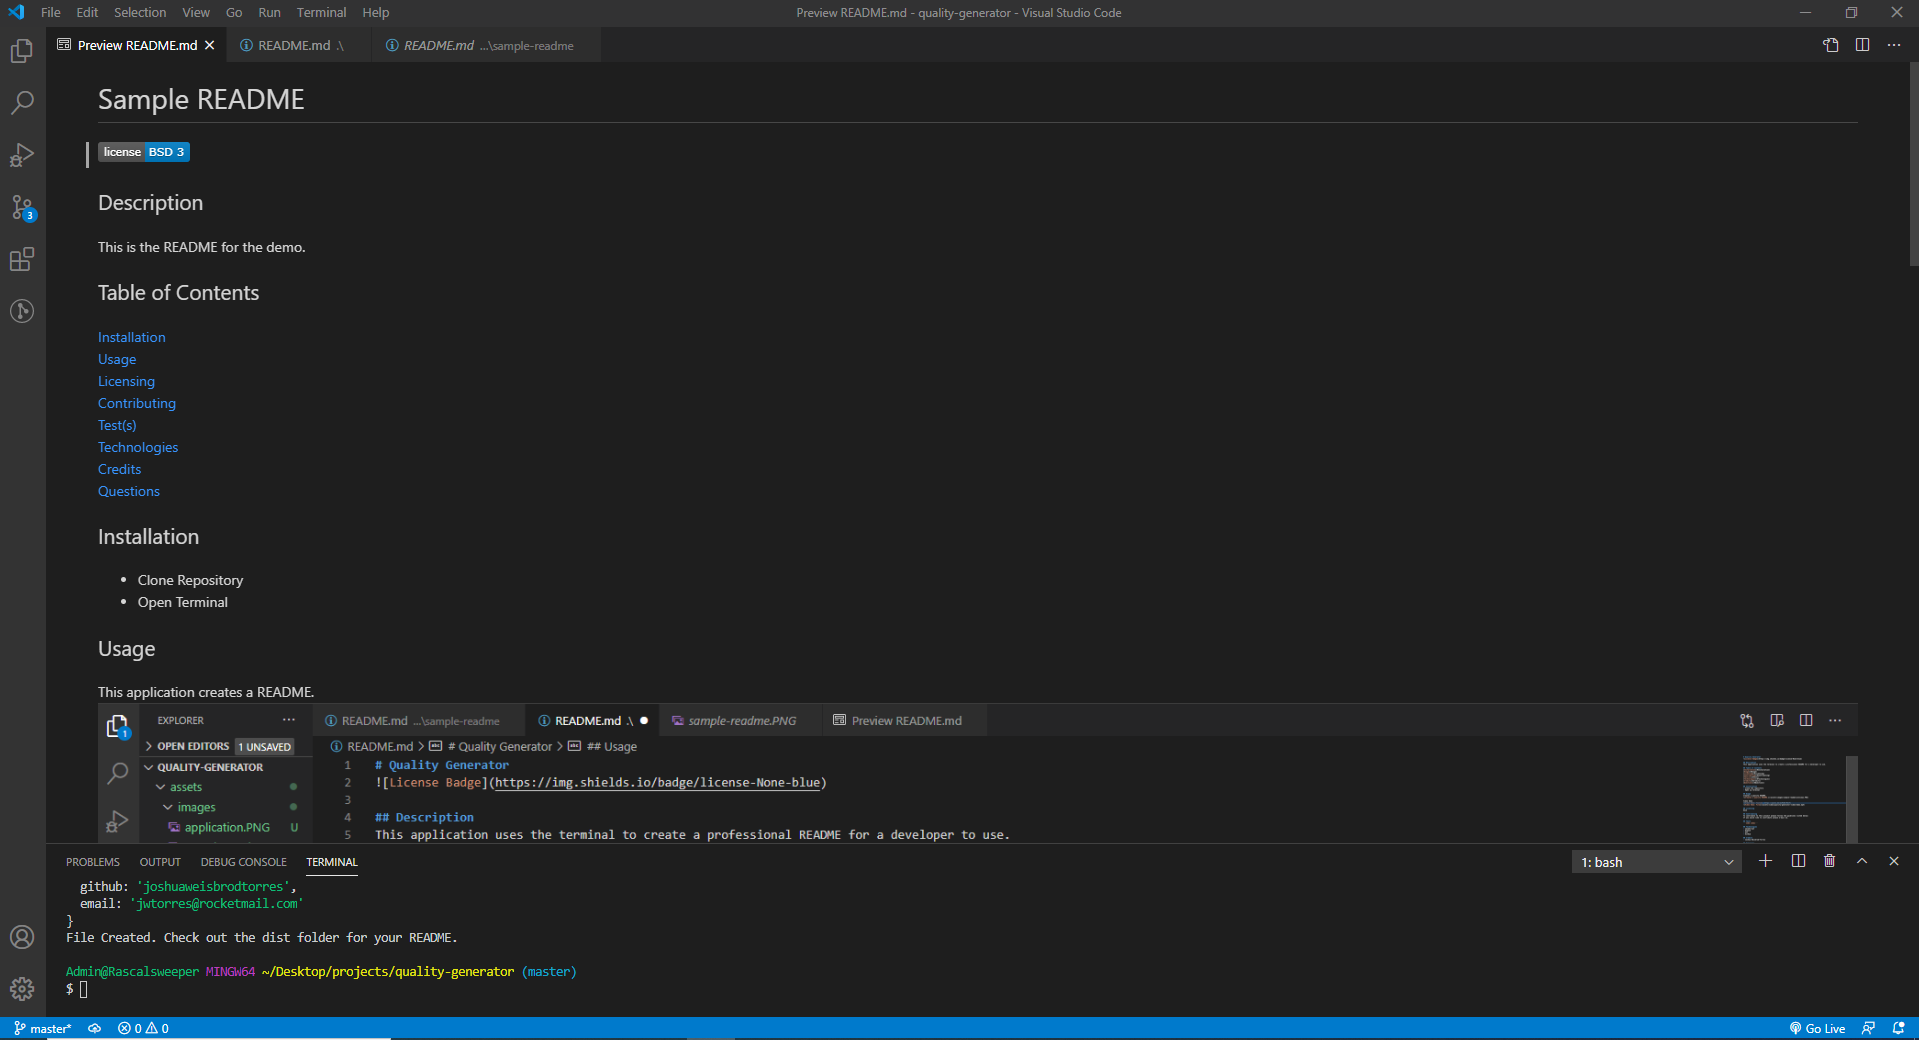 File Edit Selection View Go Run Terminal Help
Preview README.md - quality-generator - Visual Studio Code
Preview README.md
README.md .\
README.md ...\sample-readme
Sample README
license BSD 3
Description
This is the README for the demo.
Table of Contents
Installation
Usage
Licensing
Contributing
Test(s)
Technologies
Credits
Questions
Installation
• Clone Repository
• Open Terminal
Usage
This application creates a README.
EXPLORER
README.md ...\sample-readme
README.md .\
sample-readme.PNG
Preview README.md
1
OPEN EDITORS 1 UNSAVED
README.md > # Quality Generator > ## Usage
QUALITY-GENERATOR
1 # Quality Generator
assets
2 ![License Badge](https://img.shields.io/badge/license-None-blue)
3
images
4 ## Description
application.PNG U
5 This application uses the terminal to create a professional README for a developer to use.
3
PROBLEMS OUTPUT DEBUG CONSOLE TERMINAL
1: bash
github: 'joshuaweisbrodtorres',
email: 'jwtorres@rocketmail.com'
}
File Created. Check out the dist folder for your README.
Admin@Rascalsweeper MINGW64 ~/Desktop/projects/quality-generator (master)
$
master* 0 0
Go Live